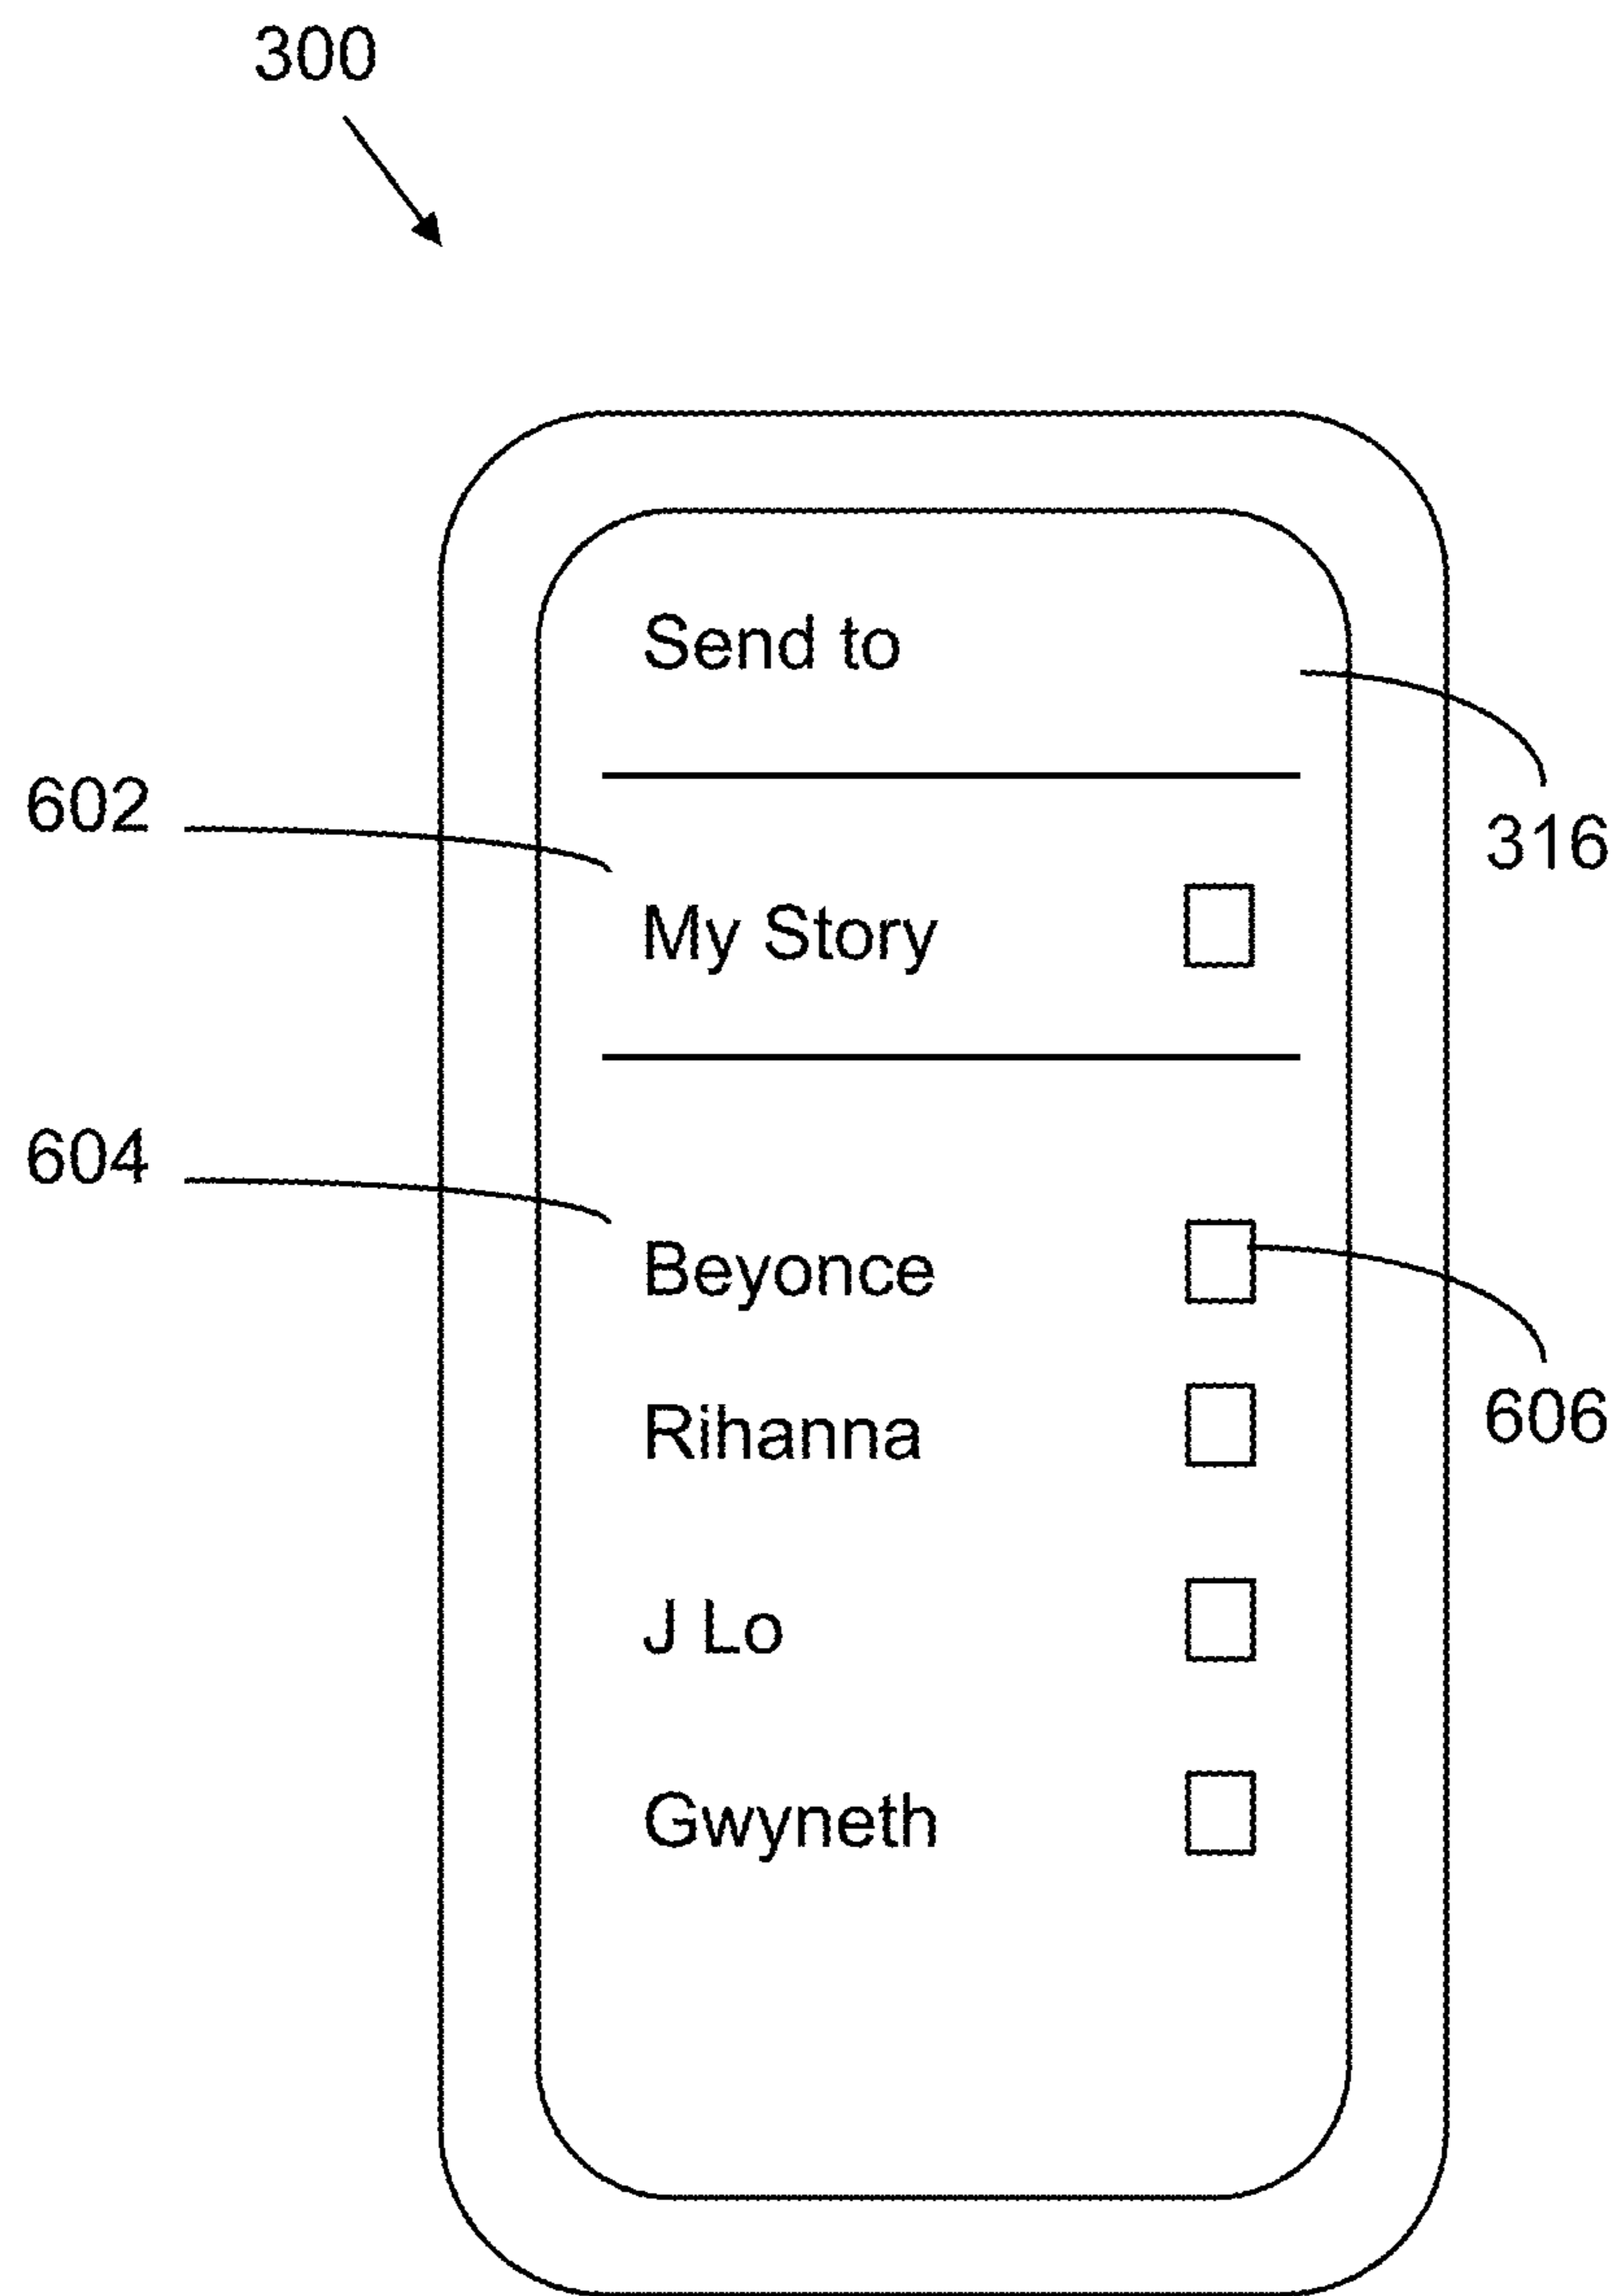 300
Send to
316
602
My Story
604
Beyonce
606
Rihanna
J Lo
Gwyneth